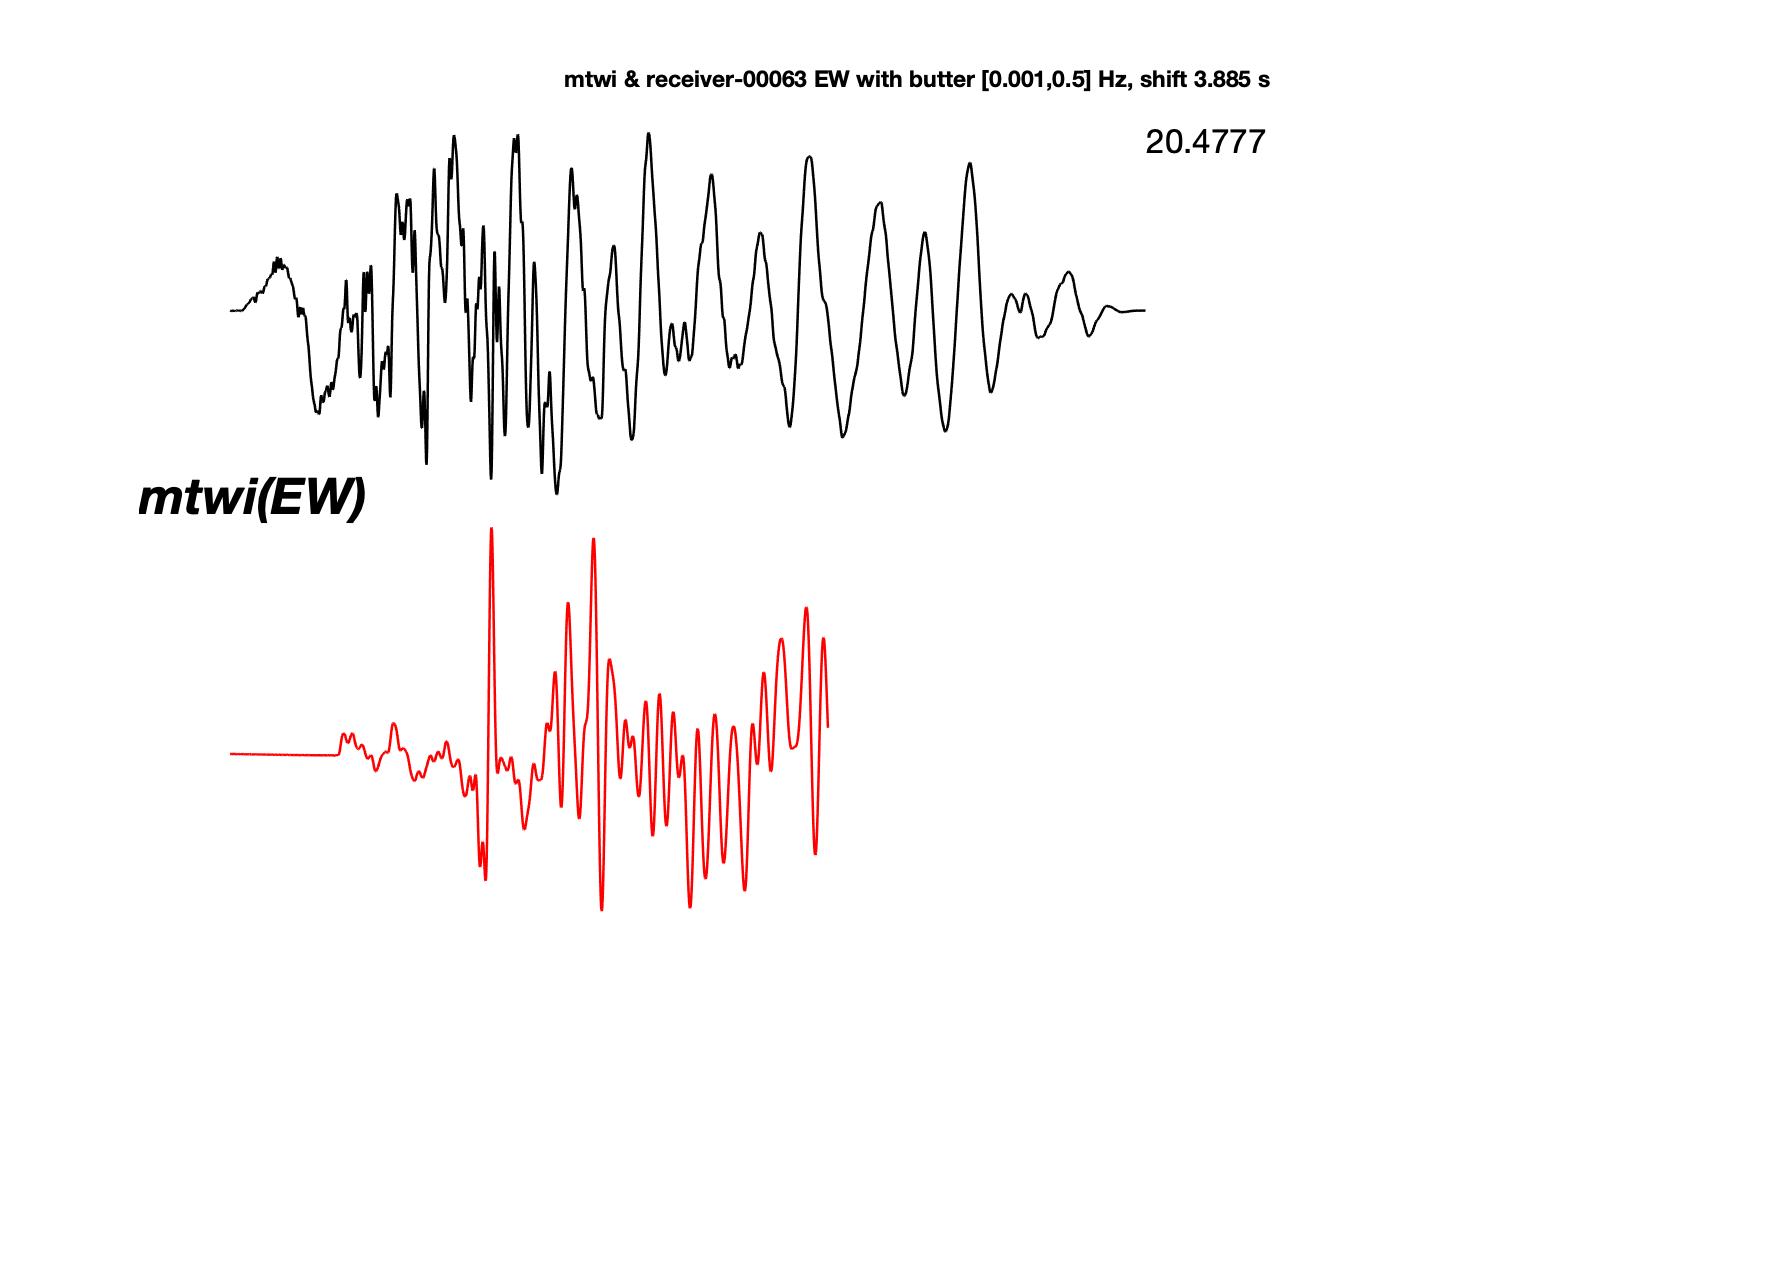 mtwi & receiver-00063 EW with butter [0.001,0.5] Hz, shift 3.885 s
20.4777
mtwi(EW)